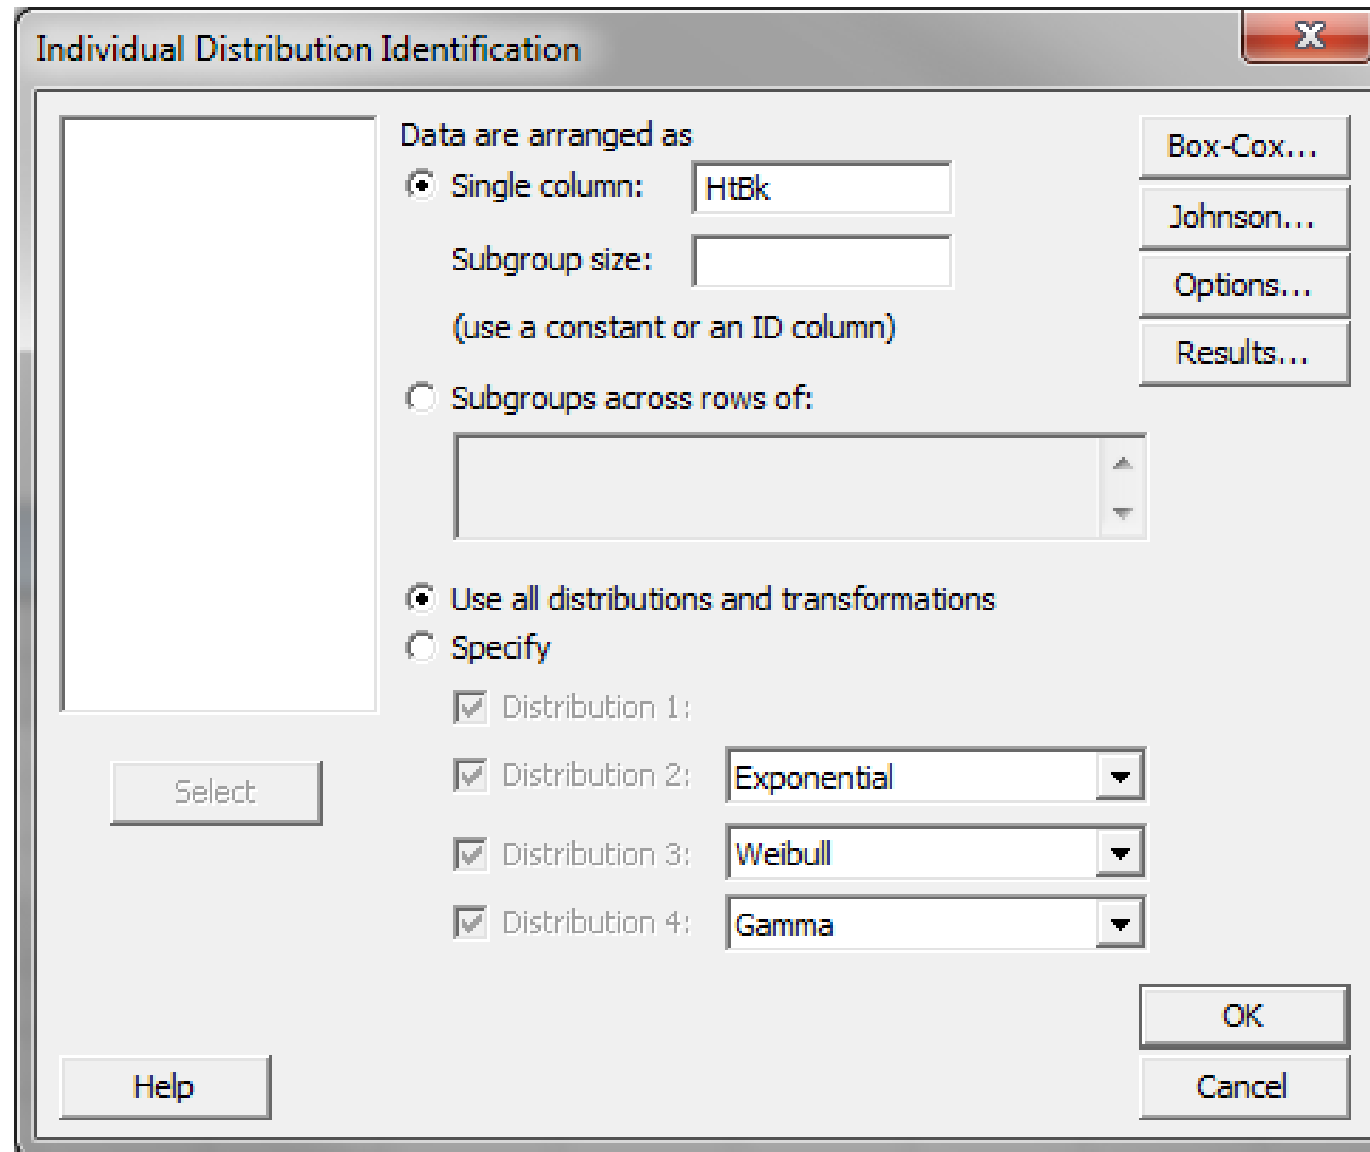 Individual Distribution Identification
Data are arranged as
Single column: HtBk
Subgroup size:
(use a constant or an ID column)
Subgroups across rows of:
Use all distributions and transformations
Specify
Distribution 1:
Distribution 2: Exponential
Distribution 3: Weibull
Distribution 4: Gamma
Box-Cox...
Johnson...
Options...
Results...
Select
Help
OK
Cancel